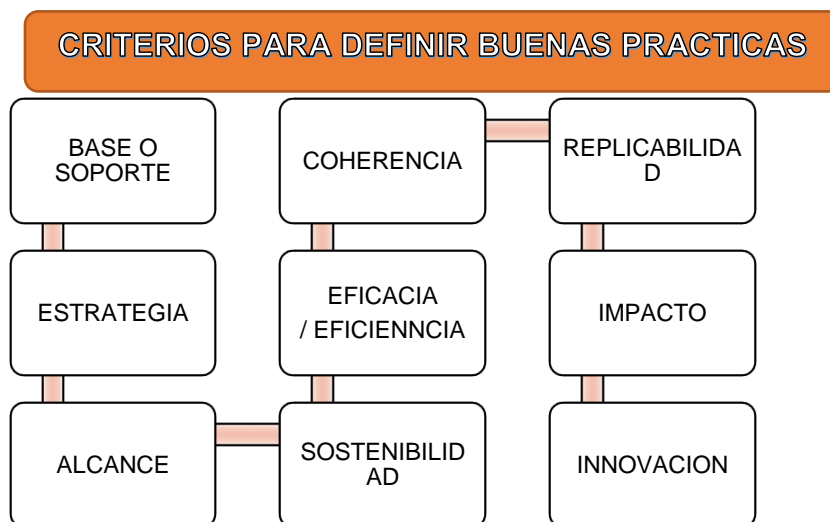 CRITERIOS PARA DEFINIR BUENAS PRACTICAS
BASE O
SOPORTE
ESTRATEGIA
ALCANCE
SOSTENIBILID
AD
EFICACIA
/ EFICIENNCIA
COHERENCIA
REPLICABILIDA
D
IMPACTO
INNOVACION